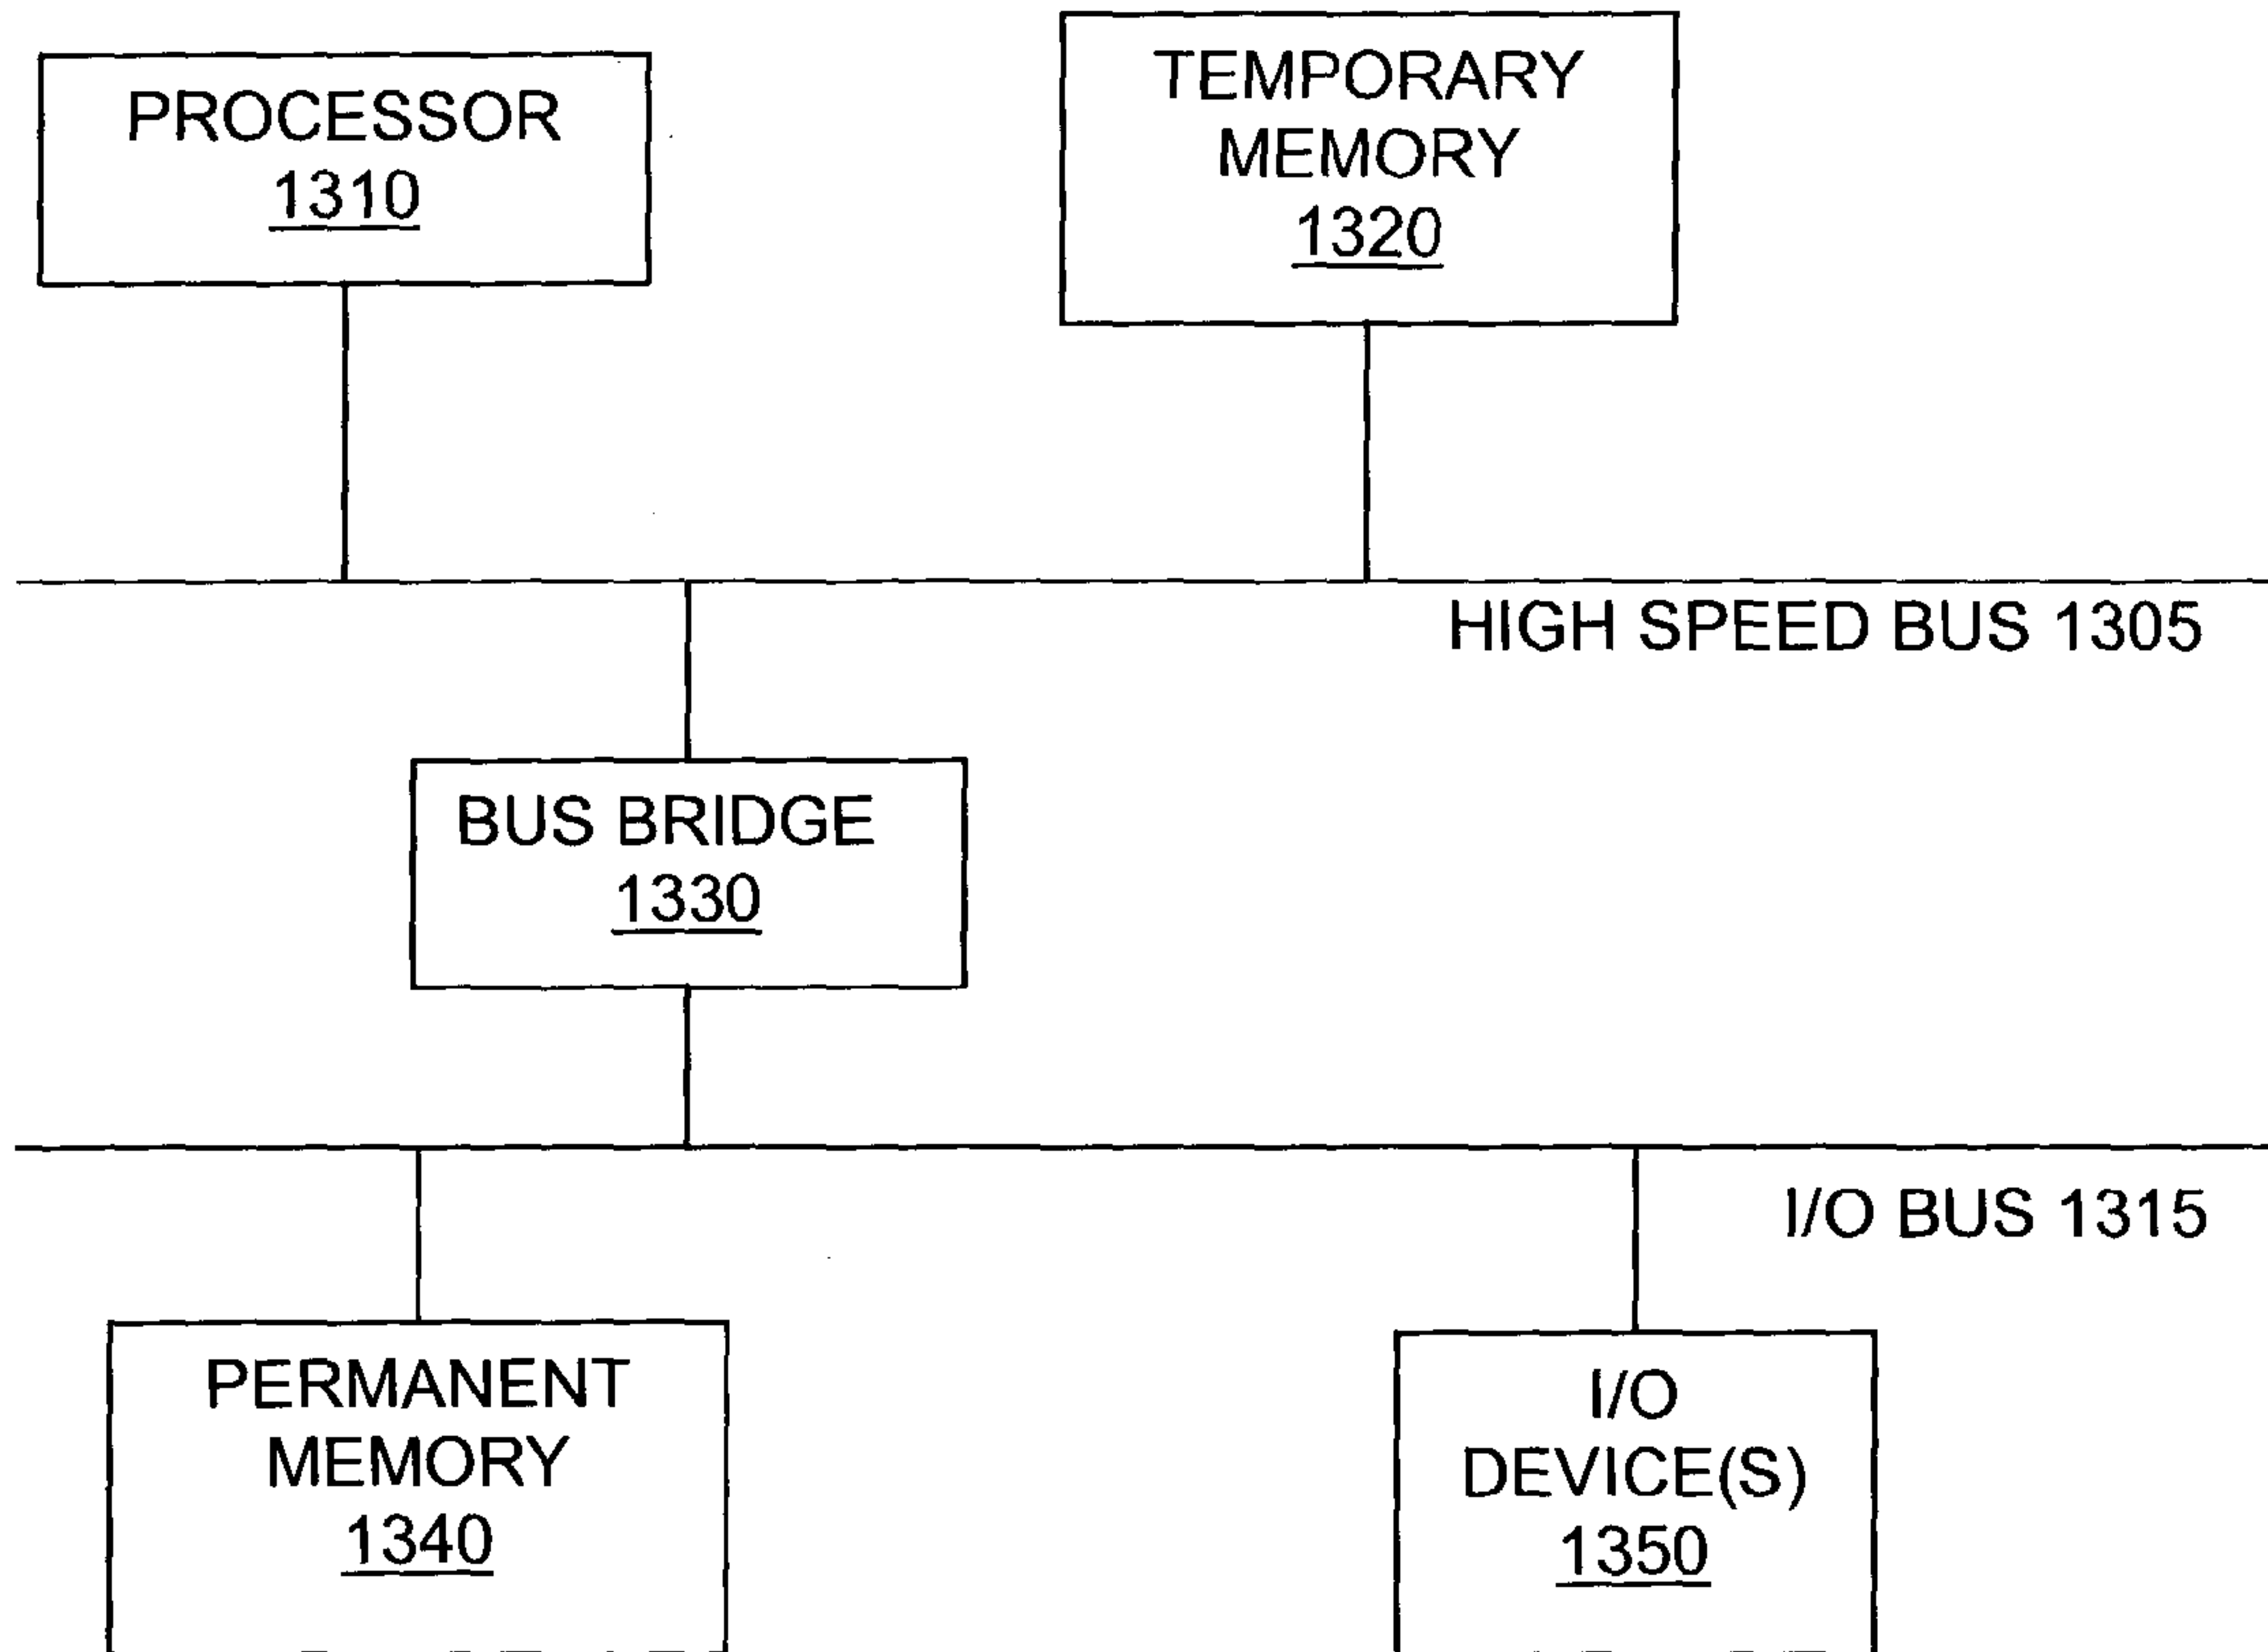 PROCESSOR
1310
TEMPORARY
MEMORY
1320
HIGH SPEED BUS 1305
BUS BRIDGE
1330
I/O BUS 1315
PERMANENT
MEMORY
1340
I/O
DEVICE(S)
1350